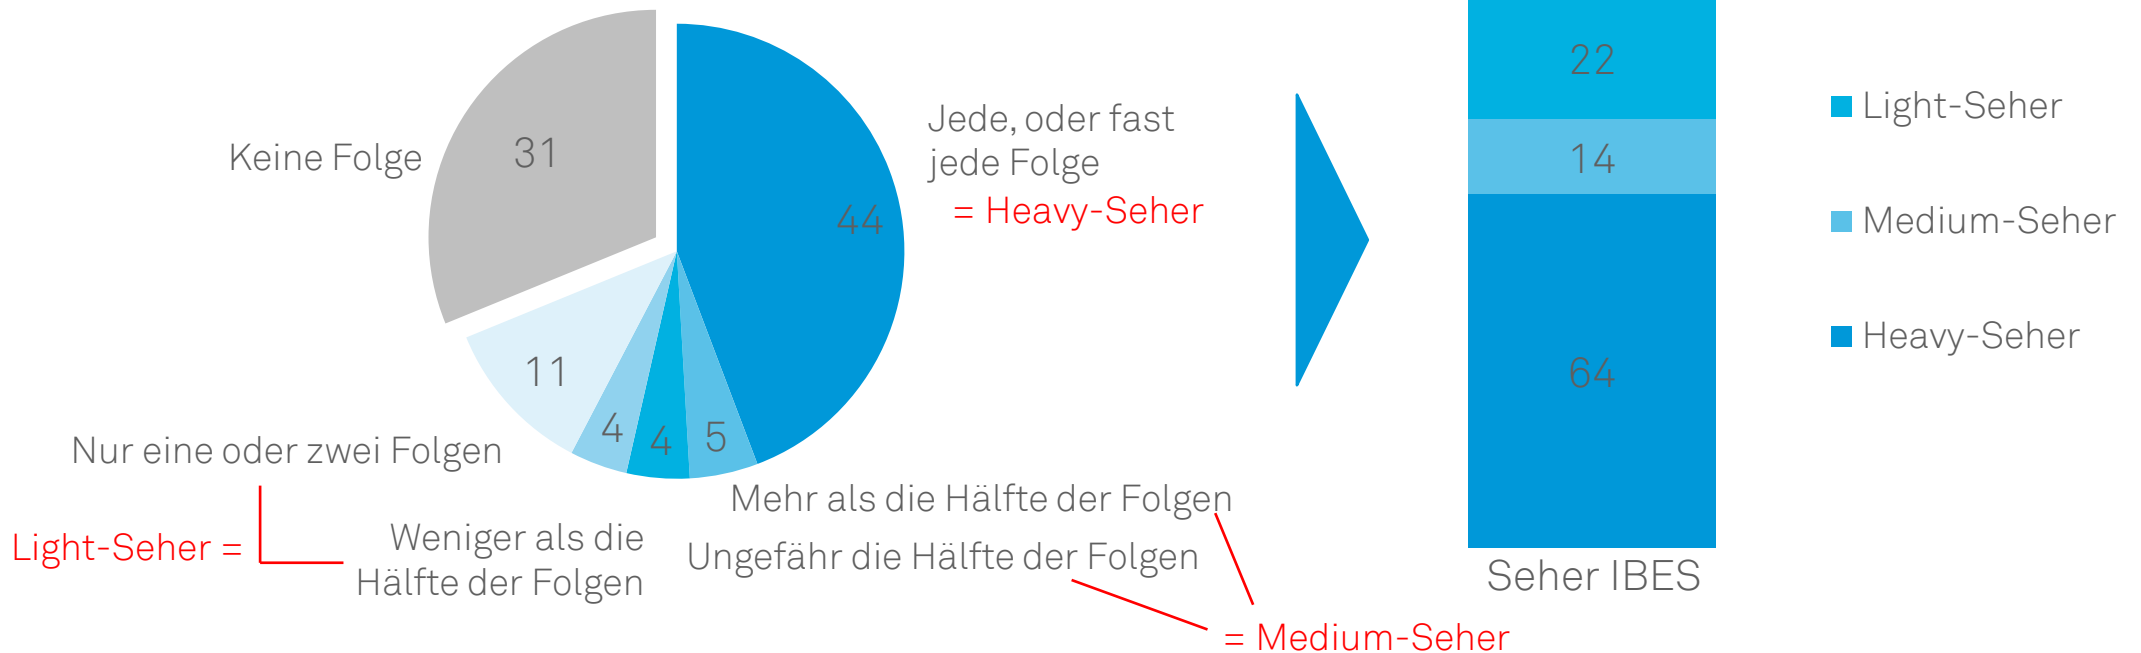 Keine Folge
31
44
Jede, oder fast
jede Folge
= Heavy-Seher
11
4
4
5
Nur eine oder zwei Folgen
Light-Seher =
Weniger als die
Hälfte der Folgen
Mehr als die Hälfte der Folgen
Ungefähr die Hälfte der Folgen
= Medium-Seher
22
14
64
Seher IBES
Light-Seher
Medium-Seher
Heavy-Seher